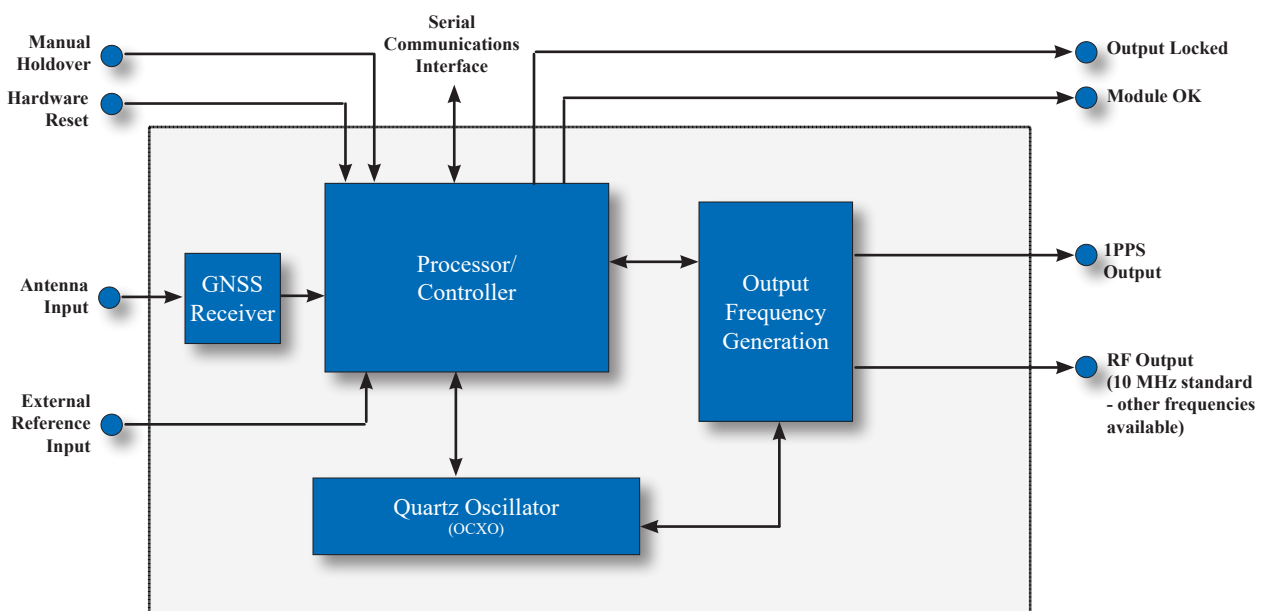 Manual
Holdover
Hardware
Reset
Serial
Communications
Interface
Output Locked
Module OK
Antenna
Input
GNSS
Receiver
Processor/
Controller
Output
Frequency
Generation
1PPS
Output
RF Output
(10 MHz standard
- other frequencies
available)
External
Reference
Input
Quartz Oscillator
(OCXO)